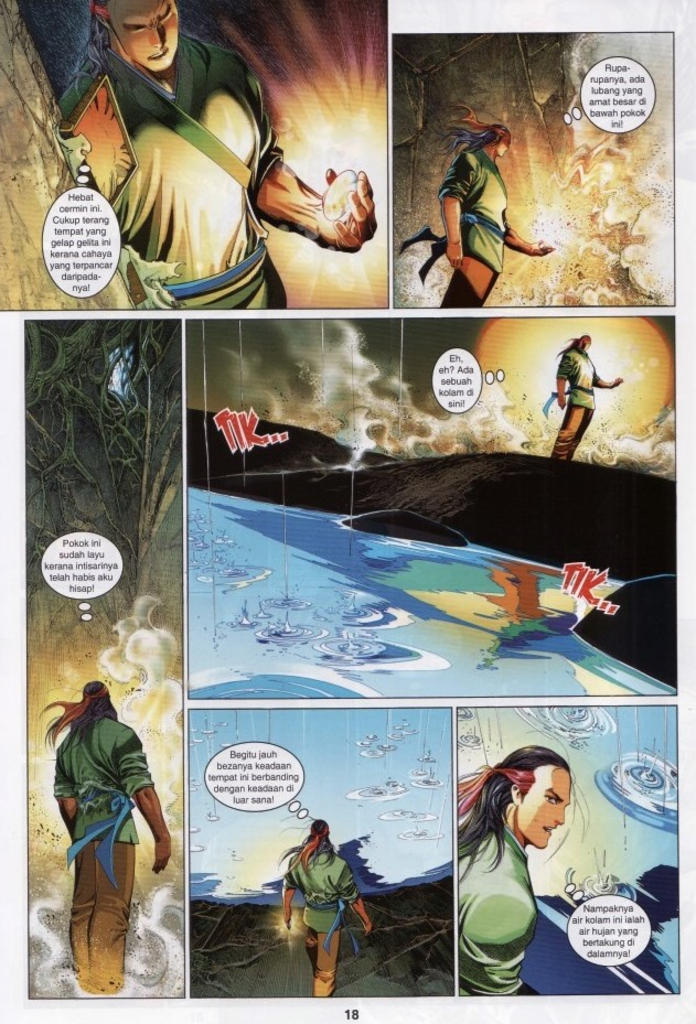 Hebat
cermin ini.
Cukup terang
tempat yang
gelap gelita ini
kerana cahaya
yang terpancar
daripada-
nya!
Rupa-
rupanya, ada
lubang yang
amat besar di
bawah pokok
ini!
Pokok ini
sudah layu
kerana intisarinya
telah habis aku
hisap!
Eh,
eh? Ada
sebuah
kolam di
sini!
TIK...
TIK...
Begitu jauh
bezanya keadaan
tempat ini berbanding
dengan keadaan di
luar sana!
Nampaknya
air kolam ini ialah
air hujan yang
bertakung di
dalamnya!
18